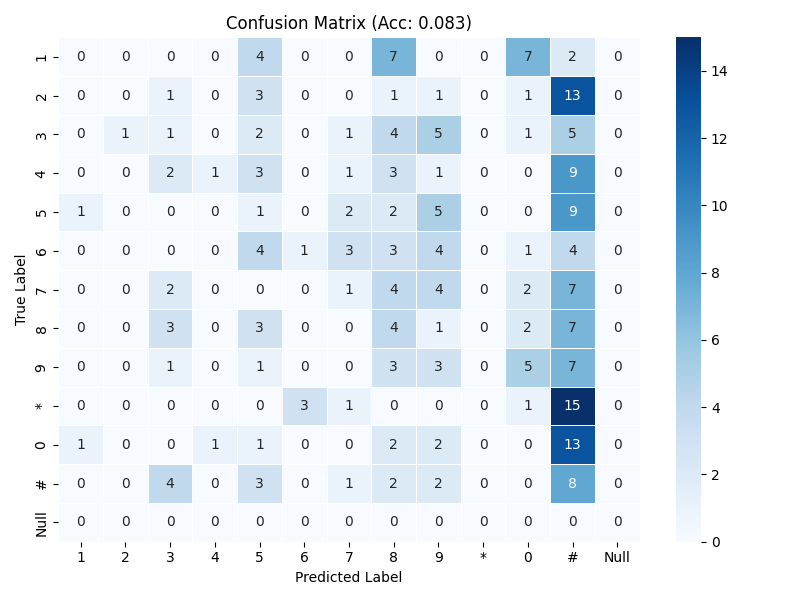 Confusion Matrix (Acc: 0.083)
True Label
1 0 0 0 0 4 0 0 7 0 0 7 2 0
2 0 0 1 0 3 0 0 1 1 0 1 13 0
3 0 1 1 0 2 0 1 4 5 0 1 5 0
4 0 0 2 1 3 0 1 3 1 0 0 9 0
5 1 0 0 0 1 0 2 2 5 0 0 9 0
6 0 0 0 0 4 1 3 3 4 0 1 4 0
7 0 0 2 0 0 0 1 4 4 0 2 7 0
8 0 0 3 0 3 0 0 4 1 0 2 7 0
9 0 0 1 0 1 0 0 3 3 0 5 7 0
* 0 0 0 0 0 3 1 0 0 0 1 15 0
0 1 0 0 1 1 0 0 2 2 0 0 13 0
# 0 0 4 0 3 0 1 2 2 0 0 8 0
Null 0 0 0 0 0 0 0 0 0 0 0 0 0
1 2 3 4 5 6 7 8 9 * 0 # Null
Predicted Label
14
12
10
8
6
4
2
0